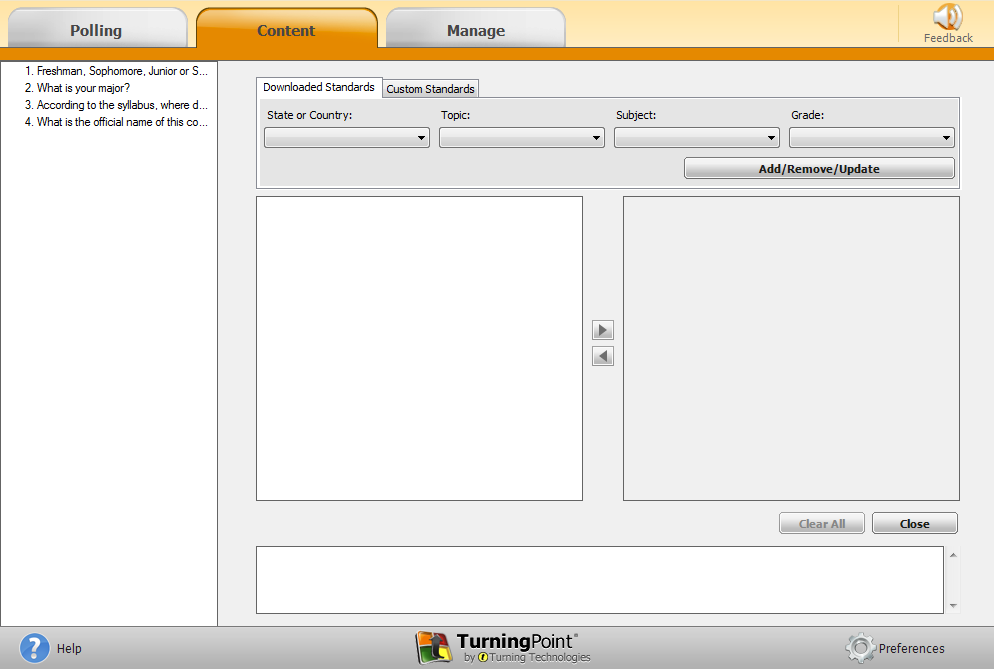 Polling
Content
Manage
Feedback
1. Freshman, Sophomore, Junior or S...
2. What is your major?
3. According to the syllabus, where d...
4. What is the official name of this co...
Downloaded Standards
Custom Standards
State or Country:
Topic:
Subject:
Grade:
Add/Remove/Update
Clear All
Close
? Help
TurningPoint®
by Turning Technologies
Preferences